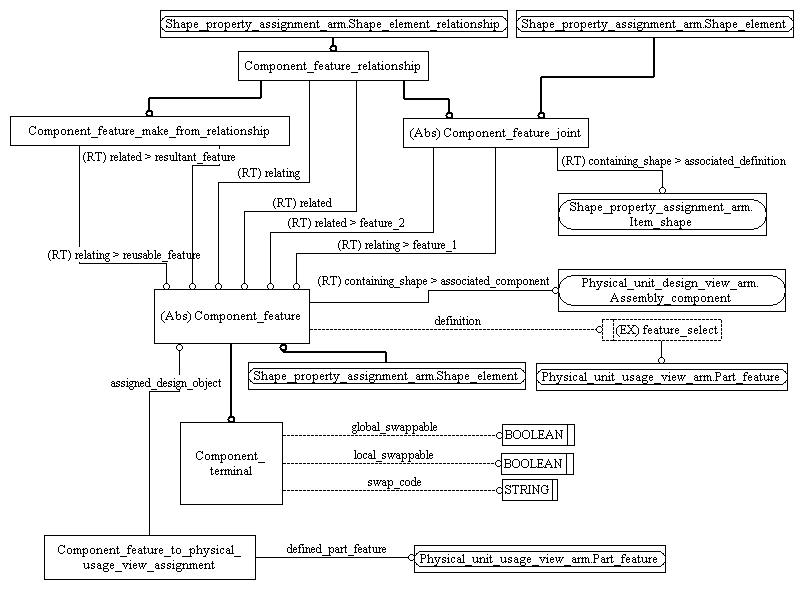 Shape_property_assignment_arm.Shape_element_relationship
Shape_property_assignment_arm.Shape_element
Component_feature_relationship
Component_feature_make_from_relationship
(Abs) Component_feature_joint
(RT) related > resultant_feature
(RT) containing_shape > associated_definition
(RT) relating
(RT) related
Shape_property_assignment_arm.
Item_shape
(RT) related > feature_2
(RT) relating > feature_1
(RT) relating > reusable_feature
(RT) containing_shape > associated_component
Physical_unit_design_view_arm.
Assembly_component
(Abs) Component_feature
definition
(EX) feature_select
Shape_property_assignment_arm.Shape_element
Physical_unit_usage_view_arm.Part_feature
assigned_design_object
global_swappable
BOOLEAN
Component_
terminal
local_swappable
BOOLEAN
swap_code
STRING
Component_feature_to_physical_
usage_view_assignment
defined_part_feature
Physical_unit_usage_view_arm.Part_feature